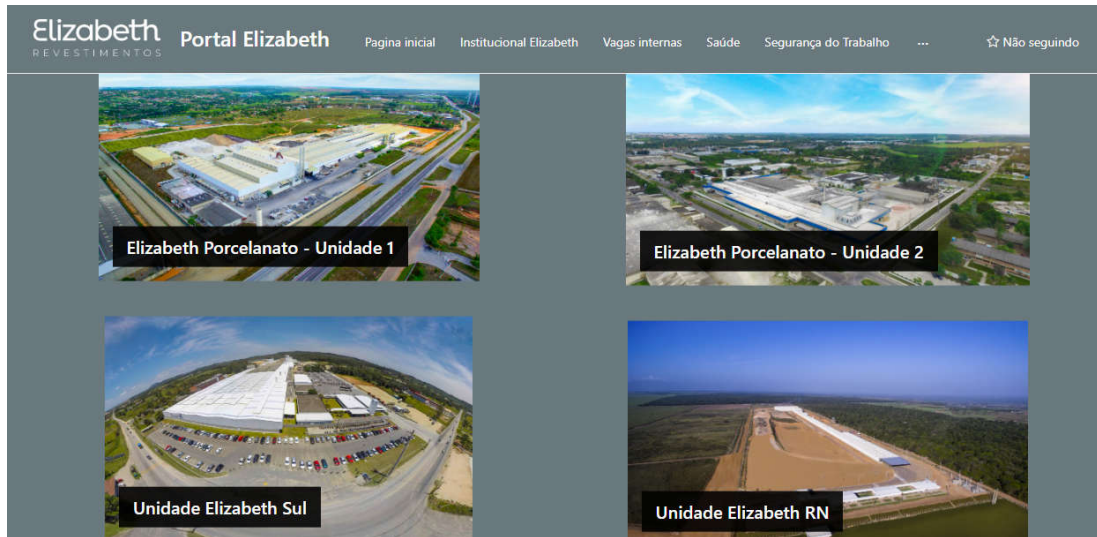 Elizabeth
REVESTIMENTOS
Portal Elizabeth
Pagina inicial
Institucional Elizabeth
Vagas internas
Saúde
Segurança do Trabalho
...
Não seguindo
Elizabeth Porcelanato - Unidade 1
Elizabeth Porcelanato - Unidade 2
Unidade Elizabeth Sul
Unidade Elizabeth RN